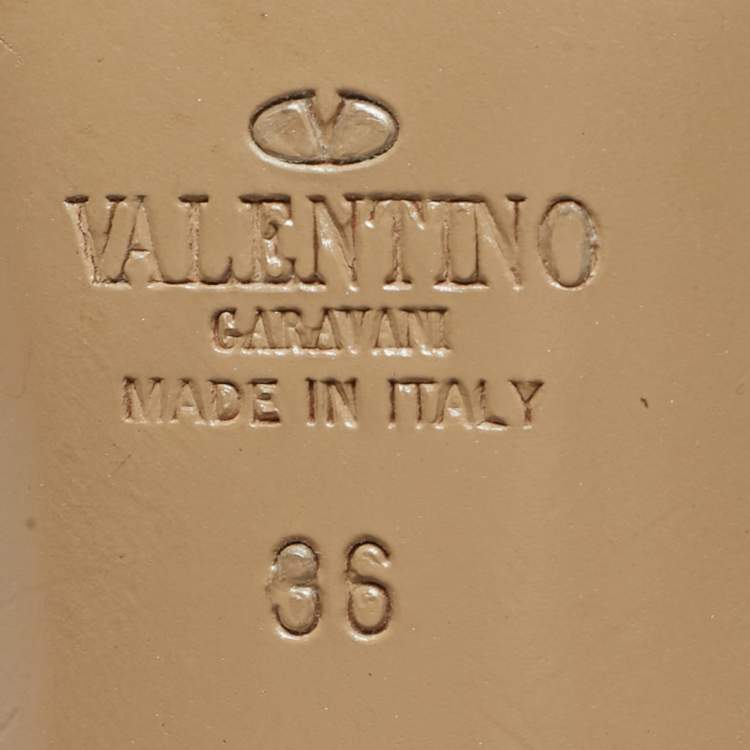 V
VALENTINO
GARAVANI
MADE IN ITALY
36